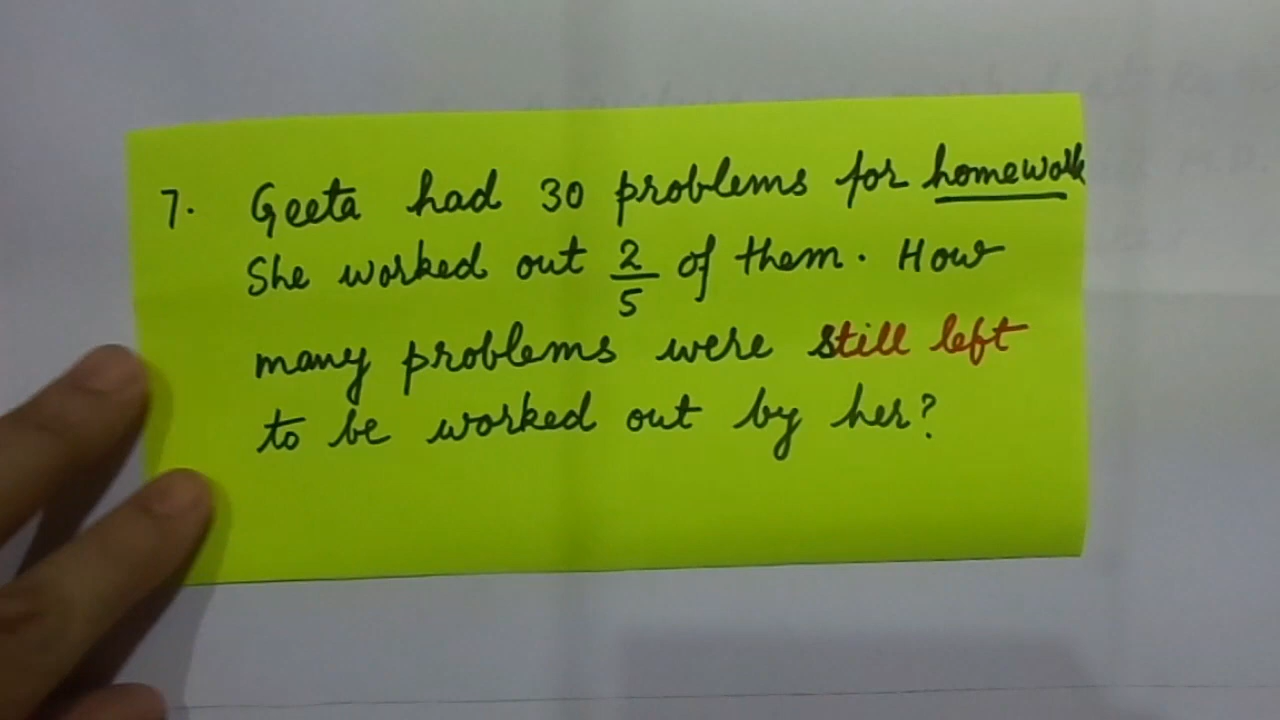 7. Geeta had 30 problems for homework
She worked out 2/5 of them. How
many problems were still left
to be worked out by her?